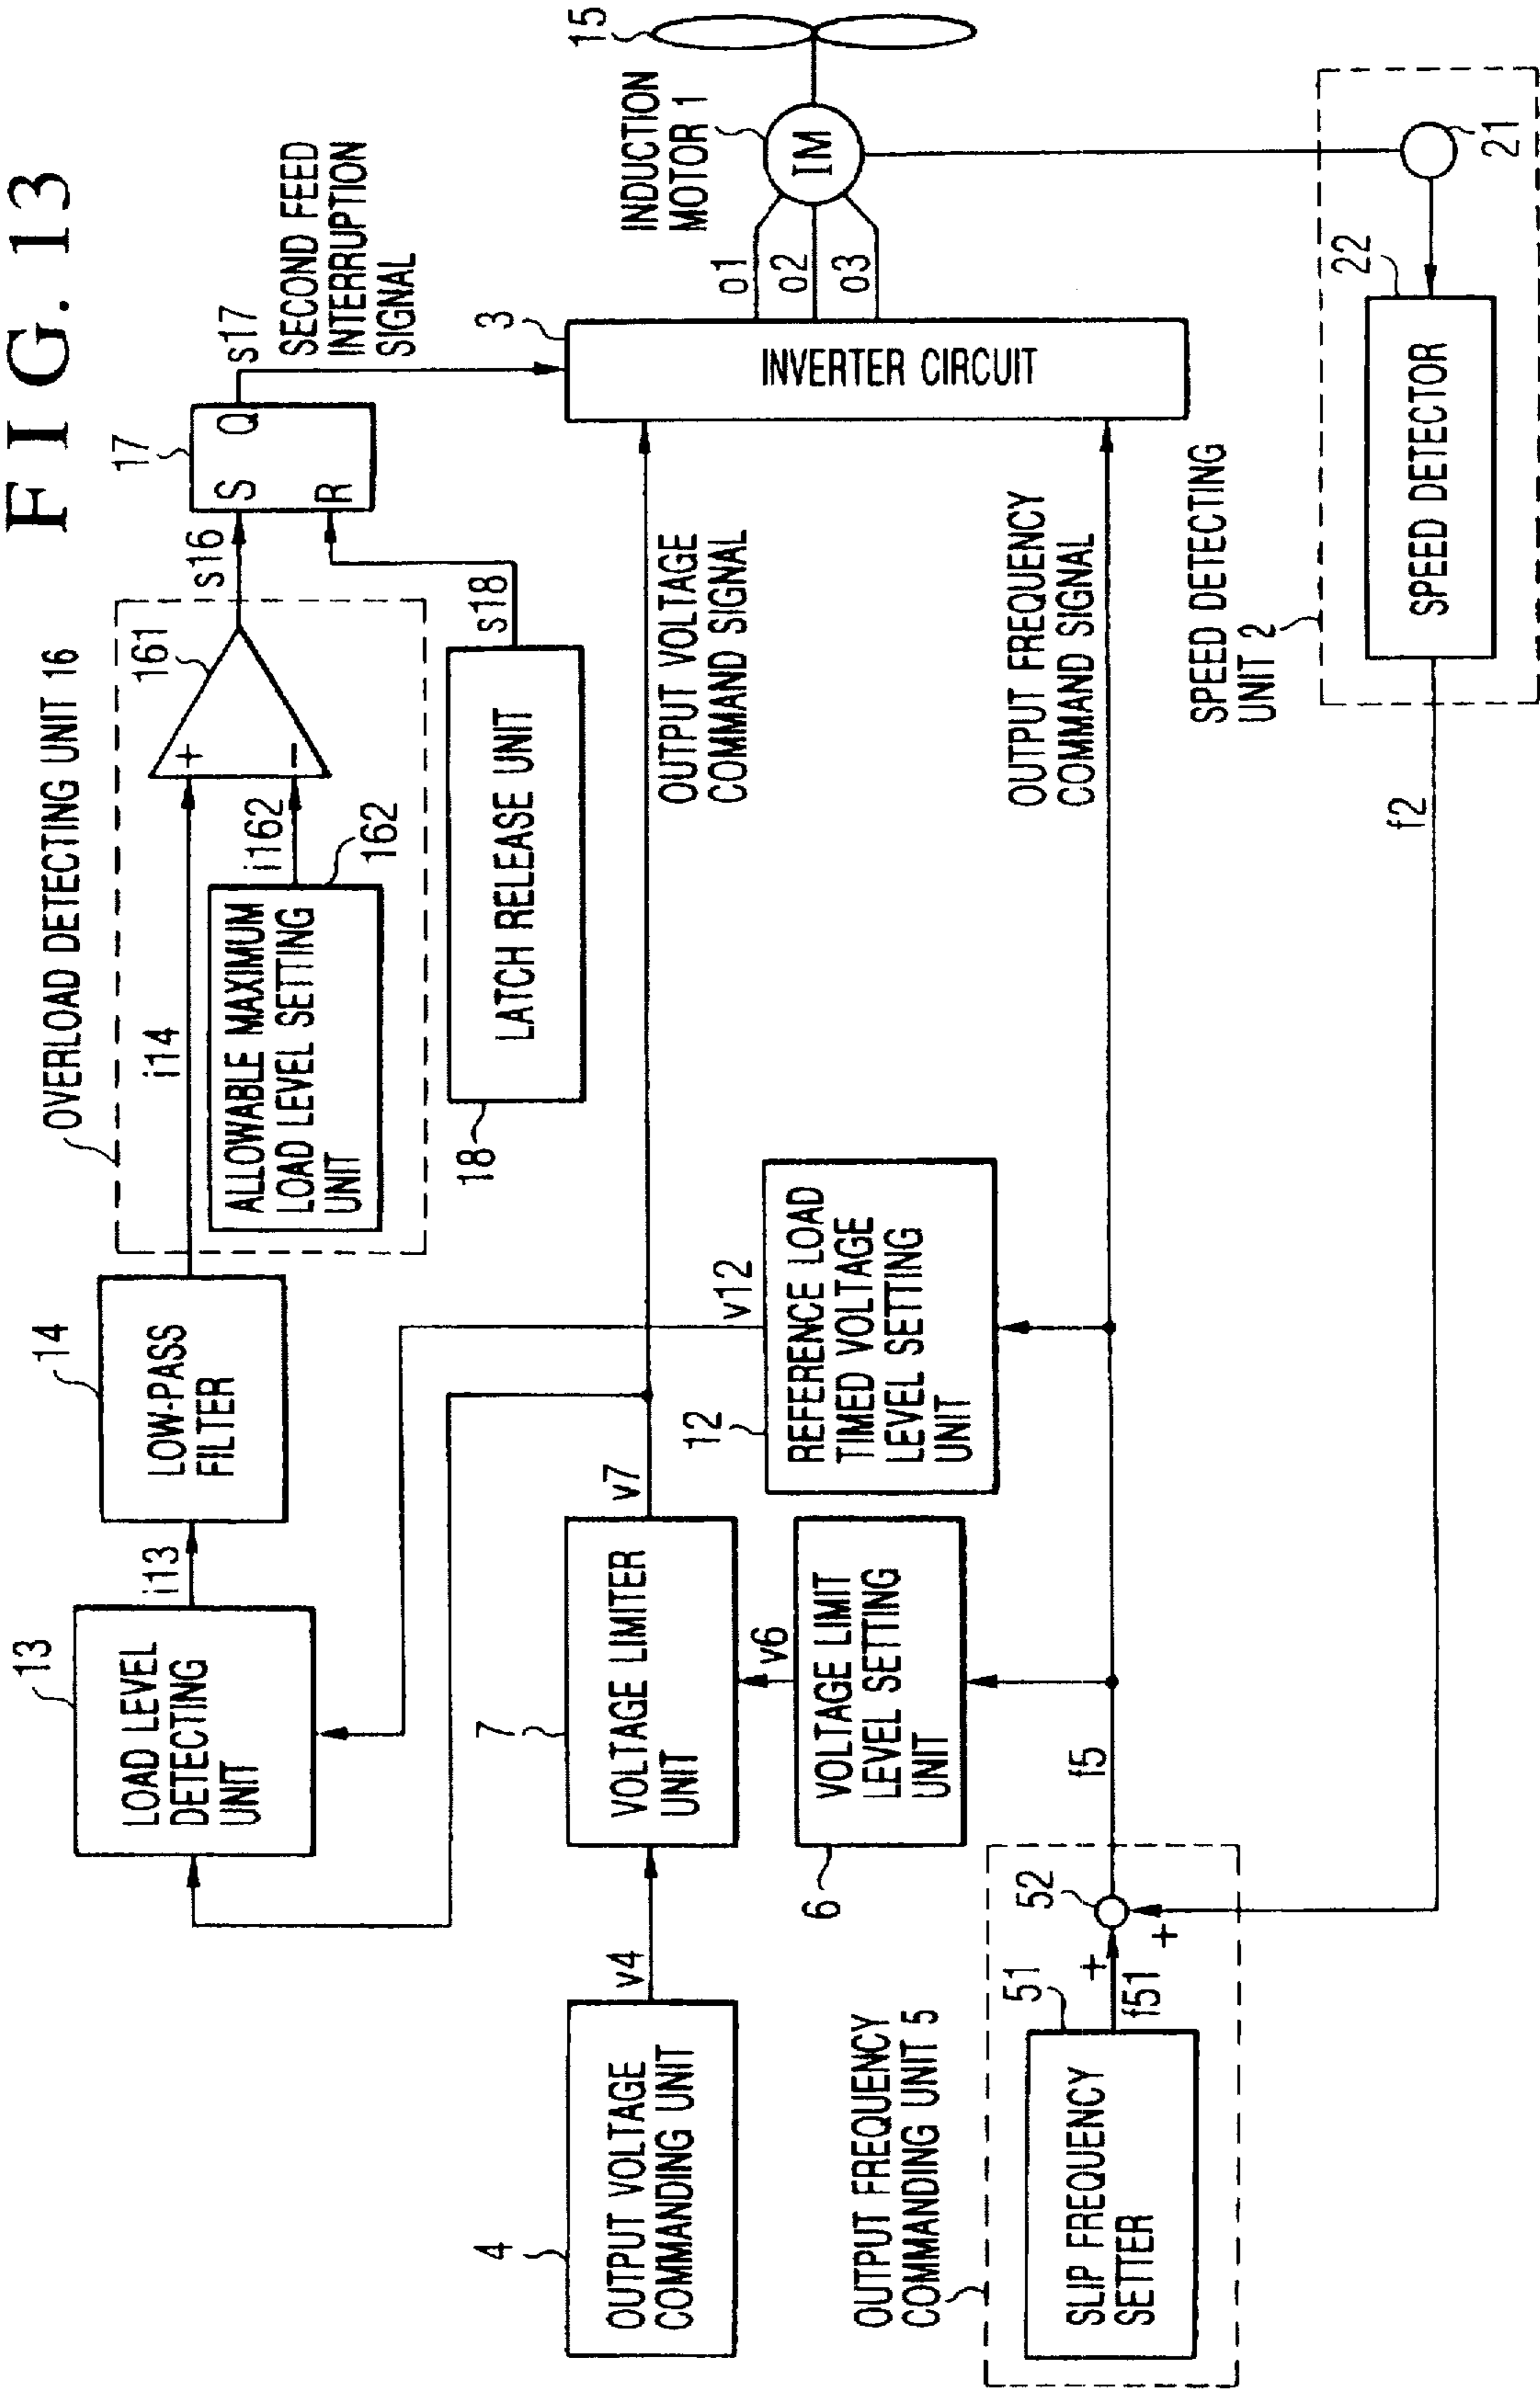 FIG. 13
OVERLOAD DETECTING UNIT 16
13
LOAD LEVEL
DETECTING
UNIT
i13
14
LOW-PASS
FILTER
i14
ALLOWABLE MAXIMUM
LOAD LEVEL SETTING
UNIT
i162
162
+
-
161
s16
17
S
Q
R
s17
SECOND FEED
INTERRUPTION
SIGNAL
18
LATCH RELEASE UNIT
s18
4
OUTPUT VOLTAGE
COMMANDING UNIT
v4
7
VOLTAGE LIMITER
UNIT
v7
v6
6
VOLTAGE LIMIT
LEVEL SETTING
UNIT
12
REFERENCE LOAD
TIMED VOLTAGE
LEVEL SETTING
UNIT
v12
OUTPUT VOLTAGE
COMMAND SIGNAL
3
INVERTER CIRCUIT
o1
o2
o3
INDUCTION
MOTOR 1
IM
15
OUTPUT FREQUENCY
COMMANDING UNIT 5
51
SLIP FREQUENCY
SETTER
f51
+
+
52
f5
OUTPUT FREQUENCY
COMMAND SIGNAL
SPEED DETECTING
UNIT 2
f2
SPEED DETECTOR
22
21